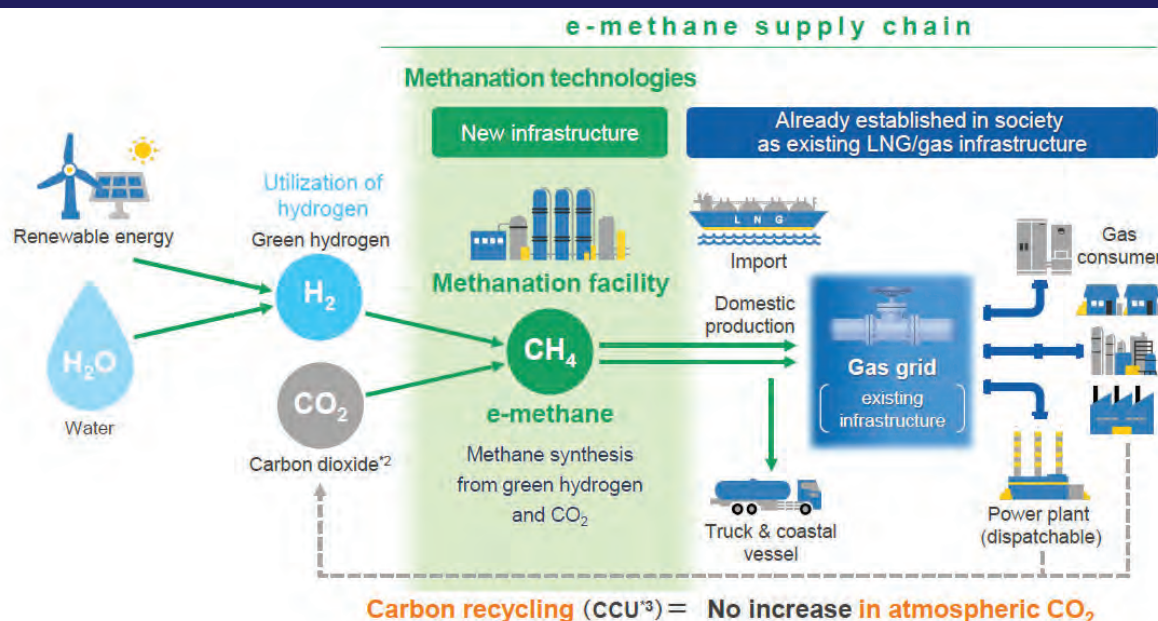 e-methane supply chain
Methanation technologies
New infrastructure
Already established in society
as existing LNG/gas infrastructure
Renewable energy
Utilization of
hydrogen
Green hydrogen
H₂
H₂O
Water
CO₂
Carbon dioxide*2
Methanation facility
CH₄
e-methane
Methane synthesis
from green hydrogen
and CO₂
LNG
Import
Domestic
production
Truck & coastal
vessel
Gas grid
existing
infrastructure
Gas
consumer
Power plant
(dispatchable)
Carbon recycling (CCU*3) = No increase in atmospheric CO₂